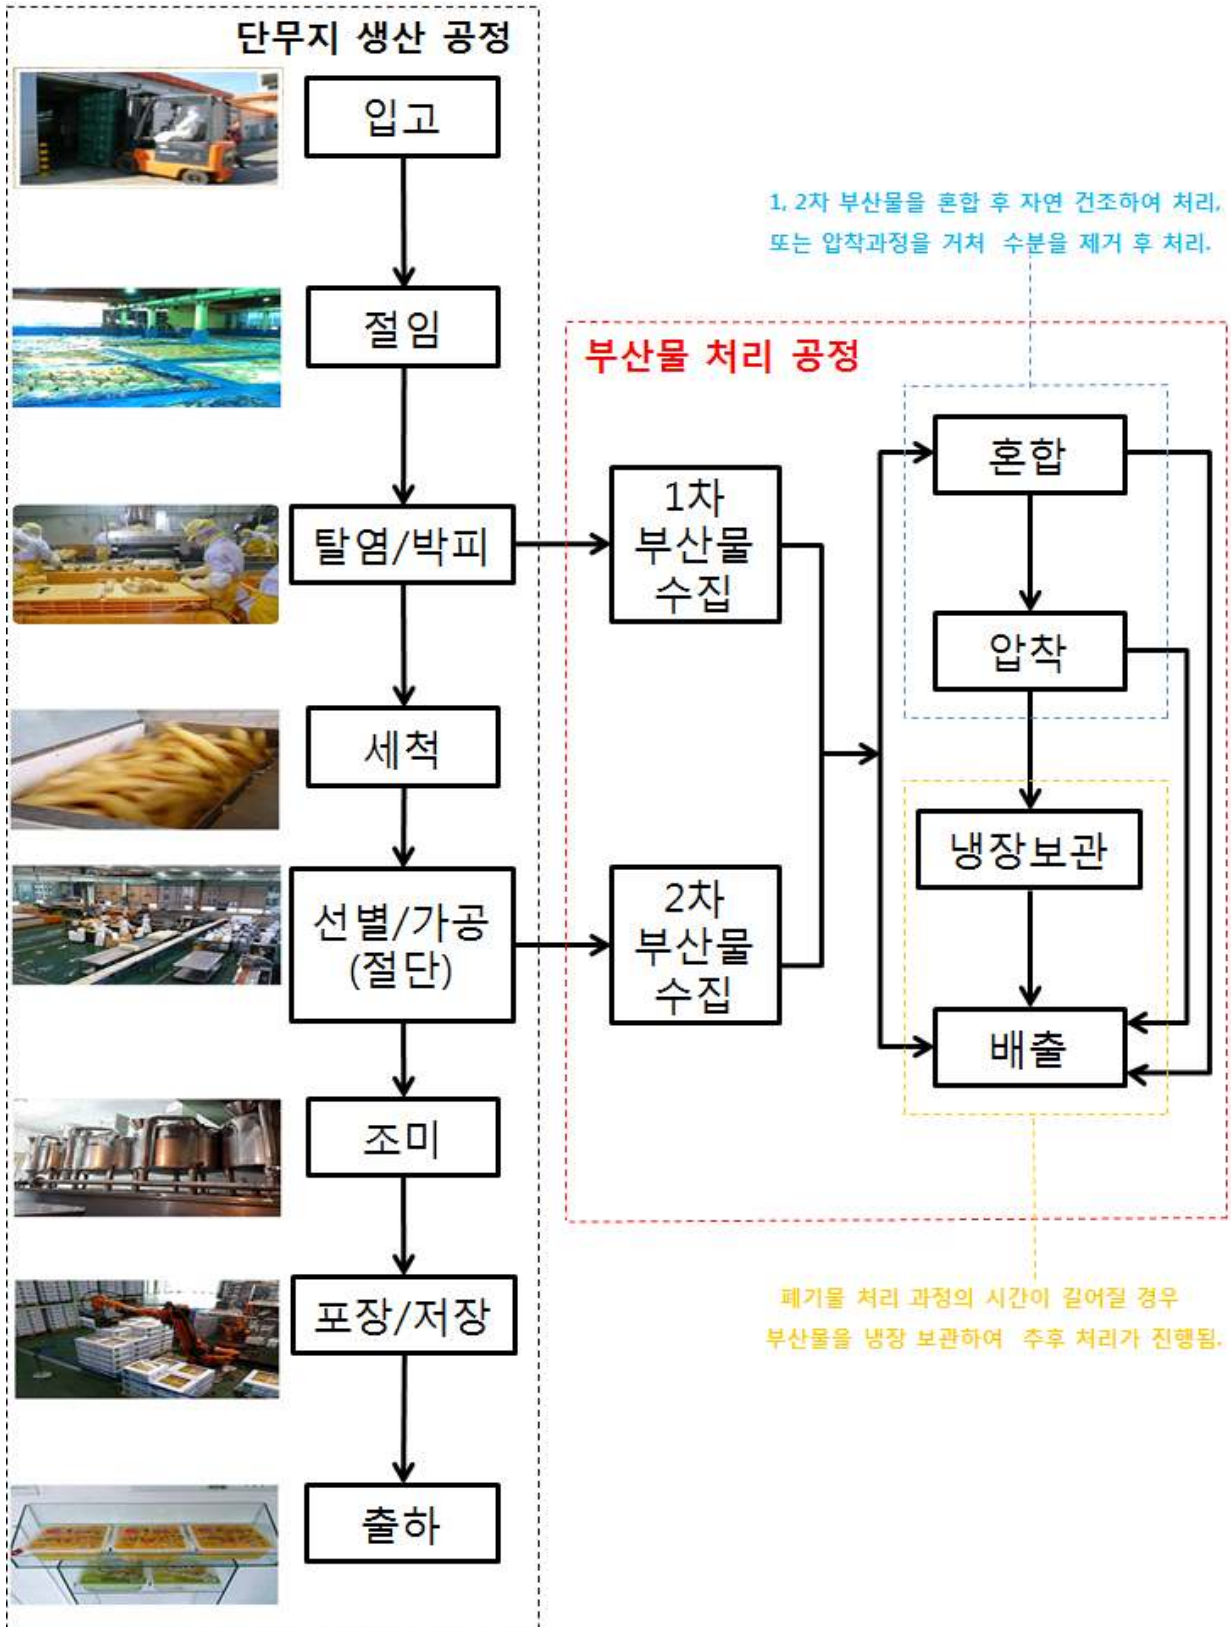 단무지 생산 공정
입고
절임
탈염/박피
세척
선별/가공
(절단)
조미
포장/저장
출하
1, 2차 부산물을 혼합 후 자연 건조하여 처리,
또는 압착과정을 거처 수분을 제거 후 처리.
부산물 처리 공정
1차
부산물
수집
2차
부산물
수집
혼합
압착
냉장보관
배출
폐기물 처리 과정의 시간이 길어질 경우
부산물을 냉장 보관하여 추후 처리가 진행됨.